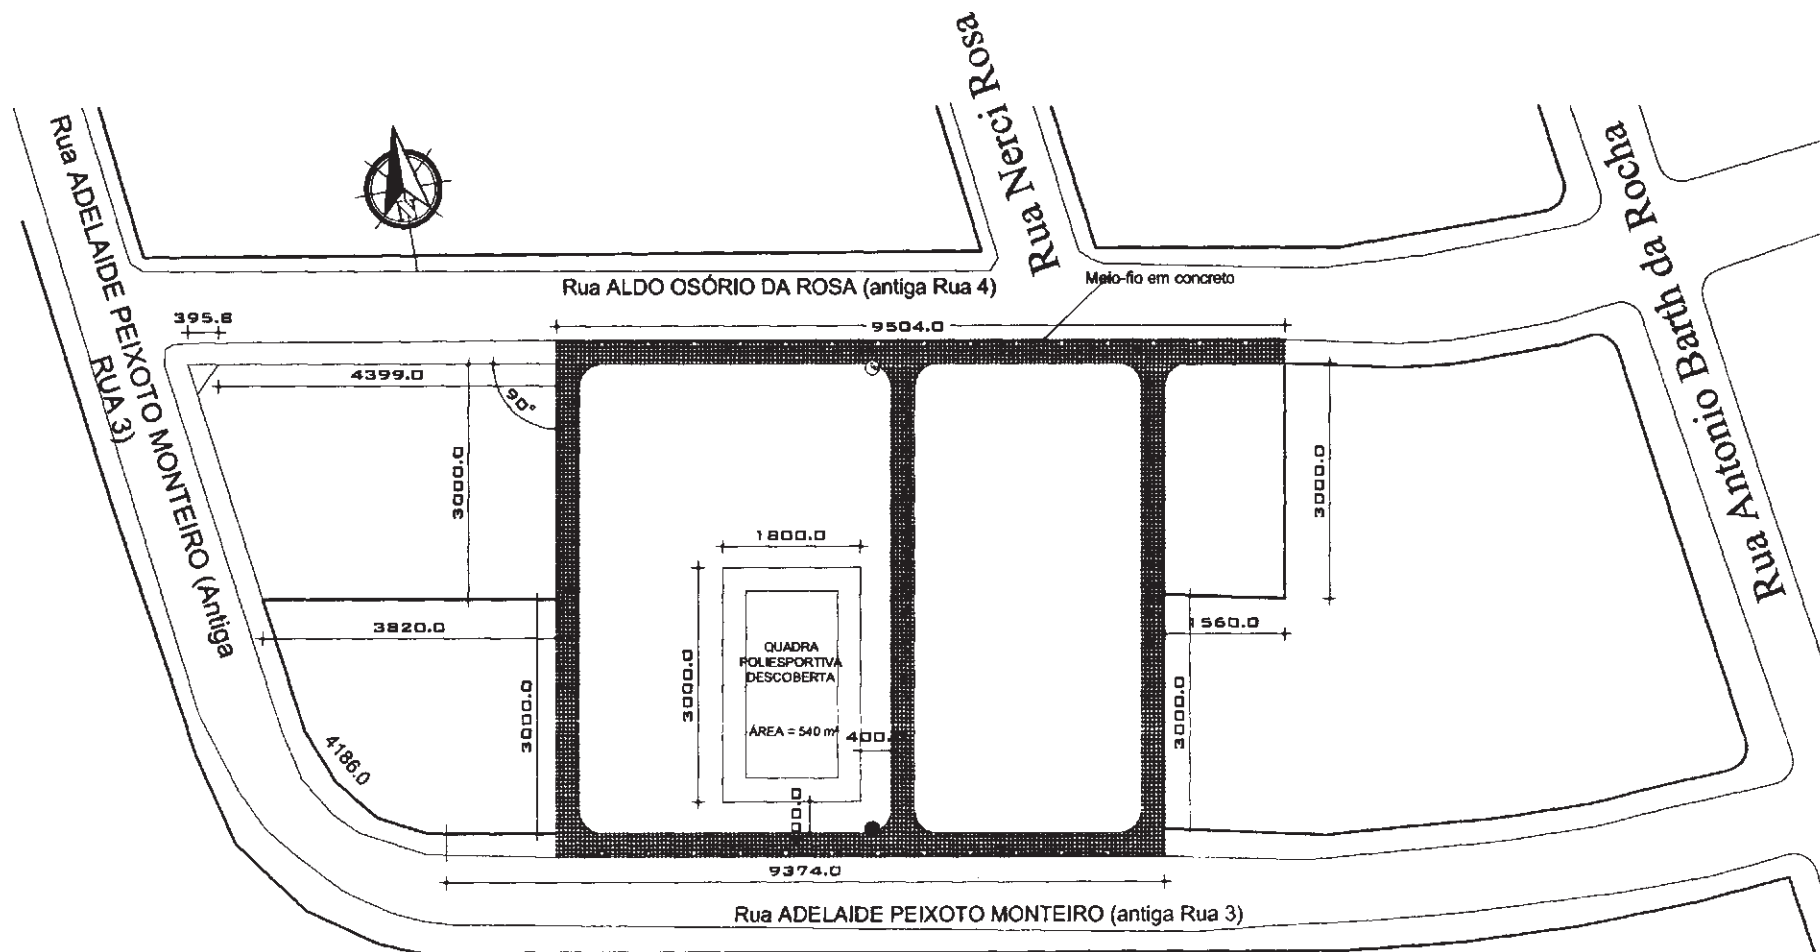 Rua Nerci Rosa
Rua Antonio Barth da Rocha
Rua ADELAIDE PEIXOTO MONTEIRO (Antiga
RUA 3)
Rua ALDO OSÓRIO DA ROSA (antiga Rua 4)
Meio-fio em concreto
395.8
9504.0
4399.0
90°
3000.0
3000.0
1800.0
3820.0
1560.0
QUADRA
POLIESPORTIVA
DESCOBERTA
3000.0
3000.0
3000.0
ÁREA = 540 m²
4186.0
9374.0
Rua ADELAIDE PEIXOTO MONTEIRO (antiga Rua 3)